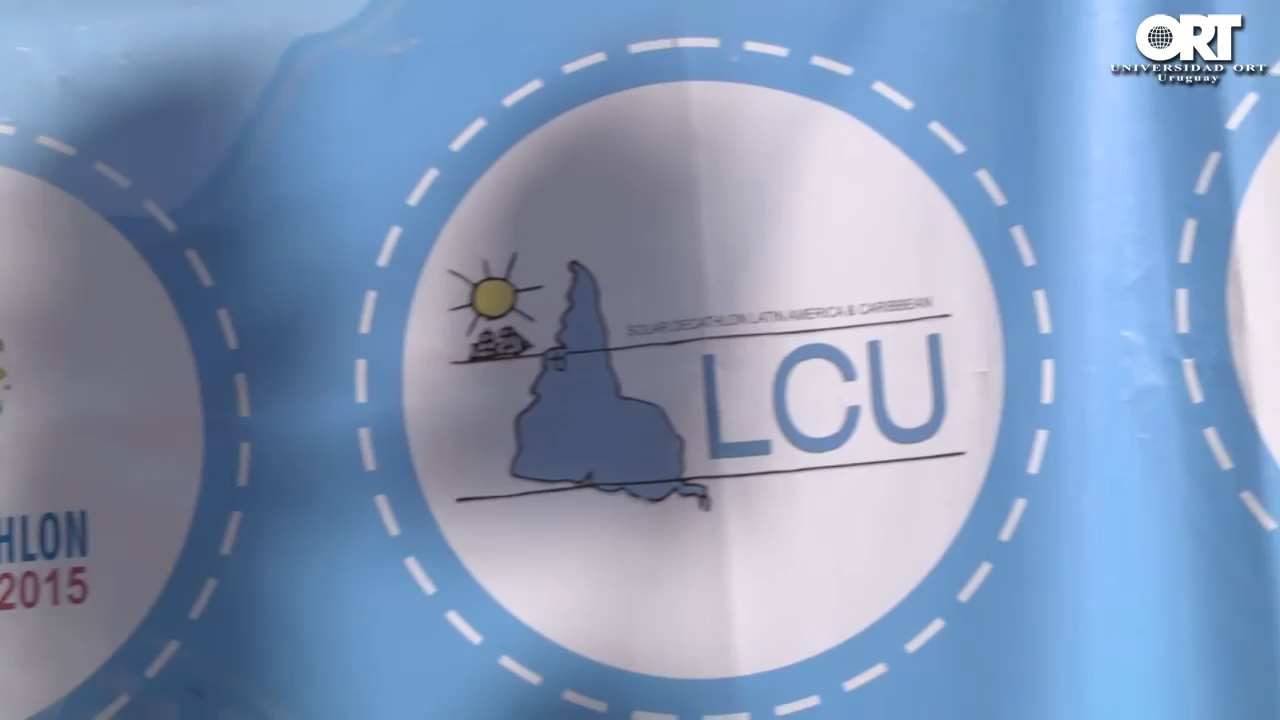 ORT
UNIVERSIDAD ORT
Uruguay
SOLAR DECATHLON LATIN AMERICA & CARIBBEAN
LCU
HLON
2015